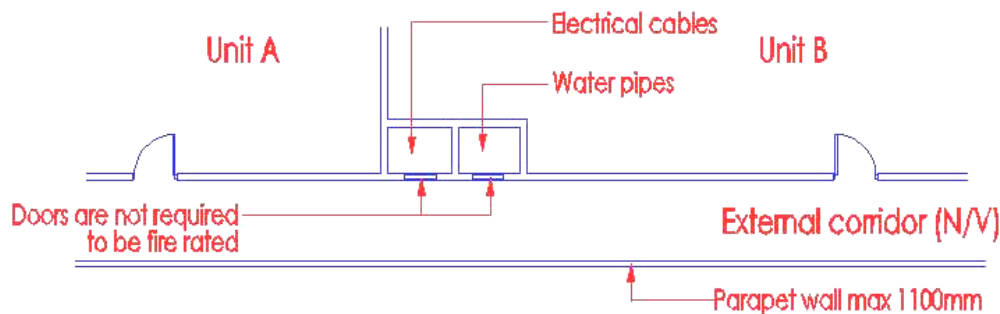 Electrical cables
Unit A
Unit B
Water pipes
Doors are not required
to be fire rated
External corridor (N/V)
Parapet wall max 1100mm